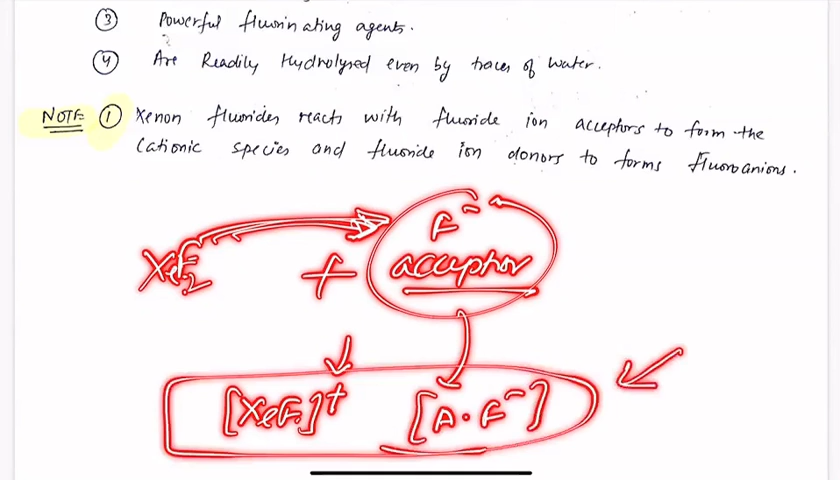 ③ Powerful fluorinating agents.
④ Are Readily Hydrolysed even by traces of water.
NOTE ① Xenon fluorides reacts with fluoride ion acceptors to form the
Cationic species and fluoride ion donors to forms fluoroanions.
F⁻
XeF₂ + acceptor
[XeF]⁺ [A·F⁻]